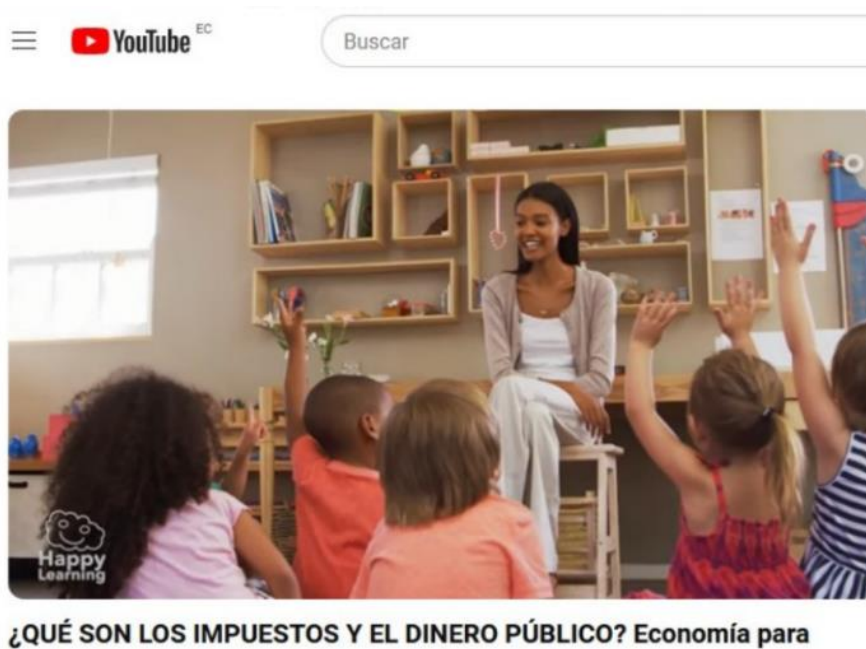 YouTube EC
Buscar
Happy
Learning
¿QUÉ SON LOS IMPUESTOS Y EL DINERO PÚBLICO? Economía para